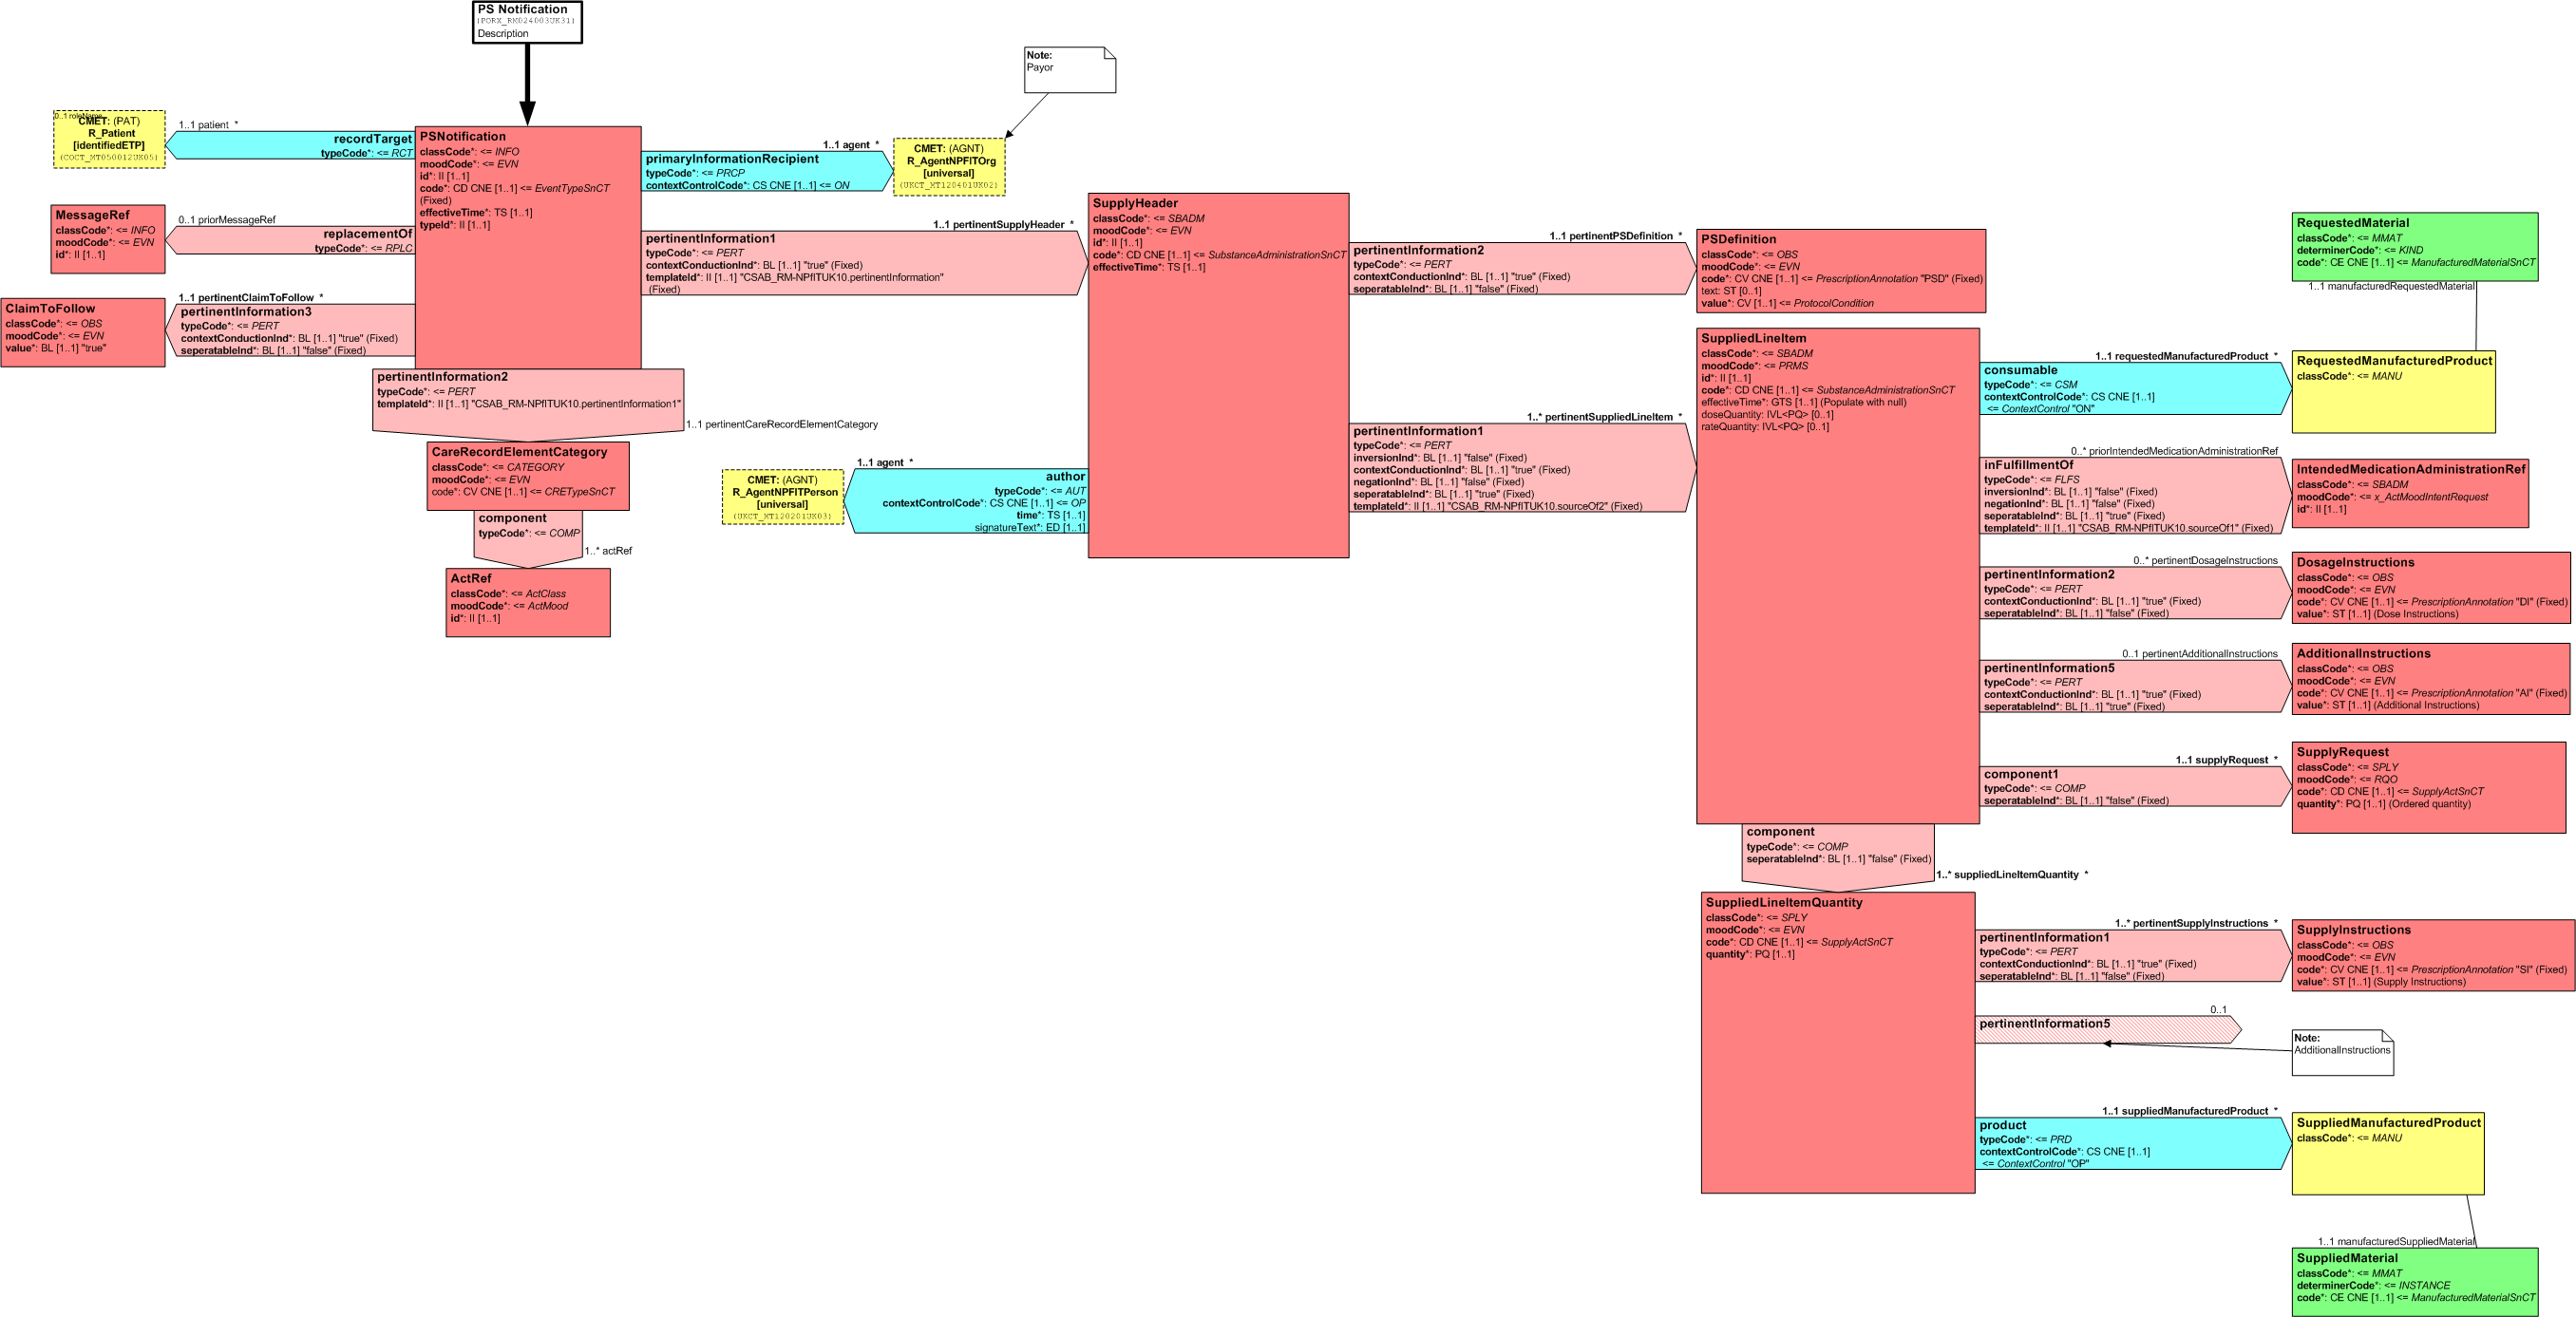 PS Notification
(PORX_RM024003UK31)
Description
Note:
Payor
0..1 roleName
CMET: (PAT)
R_Patient
[identifiedETP]
(COCT_MT050012UK05)
1..1 patient *
recordTarget
typeCode*: <= RCT
PSNotification
classCode*: <= INFO
moodCode*: <= EVN
id*: II [1..1]
code*: CD CNE [1..1] <= EventTypeSnCT
(Fixed)
effectiveTime*: TS [1..1]
typeId*: II [1..1]
1..1 agent *
primaryInformationRecipient
typeCode*: <= PRCP
contextControlCode*: CS CNE [1..1] <= ON
CMET: (AGNT)
R_AgentNPFITOrg
[universal]
(UKCT_MT120401UK02)
MessageRef
classCode*: <= INFO
moodCode*: <= EVN
id*: II [1..1]
0..1 priorMessageRef
replacementOf
typeCode*: <= RPLC
1..1 pertinentSupplyHeader *
pertinentInformation1
typeCode*: <= PERT
contextConductionInd*: BL [1..1] "true" (Fixed)
templateId*: II [1..1] "CSAB_RM-NPfITUK10.pertinentInformation"
(Fixed)
ClaimToFollow
classCode*: <= OBS
moodCode*: <= EVN
value*: BL [1..1] "true"
1..1 pertinentClaimToFollow *
pertinentInformation3
typeCode*: <= PERT
contextConductionInd*: BL [1..1] "true" (Fixed)
seperatableInd*: BL [1..1] "false" (Fixed)
pertinentInformation2
typeCode*: <= PERT
templateId*: II [1..1] "CSAB_RM-NPfITUK10.pertinentInformation1"
1..1 pertinentCareRecordElementCategory
CareRecordElementCategory
classCode*: <= CATEGORY
moodCode*: <= EVN
code*: CV CNE [1..1] <= CRETypeSnCT
component
typeCode*: <= COMP
1..* actRef
ActRef
classCode*: <= ActClass
moodCode*: <= ActMood
id*: II [1..1]
SupplyHeader
classCode*: <= SBADM
moodCode*: <= EVN
id*: II [1..1]
code*: CD CNE [1..1] <= SubstanceAdministrationSnCT
effectiveTime*: TS [1..1]
1..1 agent *
author
typeCode*: <= AUT
contextControlCode*: CS CNE [1..1] <= OP
time*: TS [1..1]
signatureText*: ED [1..1]
CMET: (AGNT)
R_AgentNPFITPerson
[universal]
(UKCT_MT120201UK03)
1..1 pertinentPSDefinition *
pertinentInformation2
typeCode*: <= PERT
contextConductionInd*: BL [1..1] "true" (Fixed)
seperatableInd*: BL [1..1] "false" (Fixed)
PSDefinition
classCode*: <= OBS
moodCode*: <= EVN
code*: CV CNE [1..1] <= PrescriptionAnnotation "PSD" (Fixed)
text: ST [0..1]
value*: CV [1..1] <= ProtocolCondition
1..* pertinentSuppliedLineItem *
pertinentInformation1
typeCode*: <= PERT
inversionInd*: BL [1..1] "false" (Fixed)
contextConductionInd*: BL [1..1] "true" (Fixed)
negationInd*: BL [1..1] "false" (Fixed)
seperatableInd*: BL [1..1] "true" (Fixed)
templateId*: II [1..1] "CSAB_RM-NPfITUK10.sourceOf2" (Fixed)
SuppliedLineItem
classCode*: <= SBADM
moodCode*: <= PRMS
id*: II [1..1]
code*: CD CNE [1..1] <= SubstanceAdministrationSnCT
effectiveTime*: GTS [1..1] (Populate with null)
doseQuantity: IVL<PQ> [0..1]
rateQuantity: IVL<PQ> [0..1]
RequestedMaterial
classCode*: <= MMAT
determinerCode*: <= KIND
code*: CE CNE [1..1] <= ManufacturedMaterialSnCT
1..1 manufacturedRequestedMaterial
1..1 requestedManufacturedProduct *
consumable
typeCode*: <= CSM
contextControlCode*: CS CNE [1..1]
<= ContextControl "ON"
RequestedManufacturedProduct
classCode*: <= MANU
0..* priorIntendedMedicationAdministrationRef
inFulfillmentOf
typeCode*: <= FLFS
inversionInd*: BL [1..1] "false" (Fixed)
negationInd*: BL [1..1] "false" (Fixed)
seperatableInd*: BL [1..1] "true" (Fixed)
templateId*: II [1..1] "CSAB_RM-NPfITUK10.sourceOf1" (Fixed)
IntendedMedicationAdministrationRef
classCode*: <= SBADM
moodCode*: <= x_ActMoodIntentRequest
id*: II [1..1]
0..* pertinentDosageInstructions
pertinentInformation2
typeCode*: <= PERT
contextConductionInd*: BL [1..1] "true" (Fixed)
seperatableInd*: BL [1..1] "false" (Fixed)
DosageInstructions
classCode*: <= OBS
moodCode*: <= EVN
code*: CV CNE [1..1] <= PrescriptionAnnotation "DI" (Fixed)
value*: ST [1..1] (Dose Instructions)
0..1 pertinentAdditionalInstructions
pertinentInformation5
typeCode*: <= PERT
contextConductionInd*: BL [1..1] "true" (Fixed)
seperatableInd*: BL [1..1] "true" (Fixed)
AdditionalInstructions
classCode*: <= OBS
moodCode*: <= EVN
code*: CV CNE [1..1] <= PrescriptionAnnotation "AI" (Fixed)
value*: ST [1..1] (Additional Instructions)
1..1 supplyRequest *
component1
typeCode*: <= COMP
seperatableInd*: BL [1..1] "false" (Fixed)
SupplyRequest
classCode*: <= SPLY
moodCode*: <= RQO
code*: CD CNE [1..1] <= SupplyActSnCT
quantity*: PQ [1..1] (Ordered quantity)
component
typeCode*: <= COMP
seperatableInd*: BL [1..1] "false" (Fixed)
1..* suppliedLineItemQuantity *
SuppliedLineItemQuantity
classCode*: <= SPLY
moodCode*: <= EVN
code*: CD CNE [1..1] <= SupplyActSnCT
quantity*: PQ [1..1]
1..* pertinentSupplyInstructions *
pertinentInformation1
typeCode*: <= PERT
contextConductionInd*: BL [1..1] "true" (Fixed)
seperatableInd*: BL [1..1] "false" (Fixed)
SupplyInstructions
classCode*: <= OBS
moodCode*: <= EVN
code*: CV CNE [1..1] <= PrescriptionAnnotation "SI" (Fixed)
value*: ST [1..1] (Supply Instructions)
0..1
pertinentInformation5
Note:
AdditionalInstructions
1..1 suppliedManufacturedProduct *
product
typeCode*: <= PRD
contextControlCode*: CS CNE [1..1]
<= ContextControl "OP"
SuppliedManufacturedProduct
classCode*: <= MANU
1..1 manufacturedSuppliedMaterial
SuppliedMaterial
classCode*: <= MMAT
determinerCode*: <= INSTANCE
code*: CE CNE [1..1] <= ManufacturedMaterialSnCT